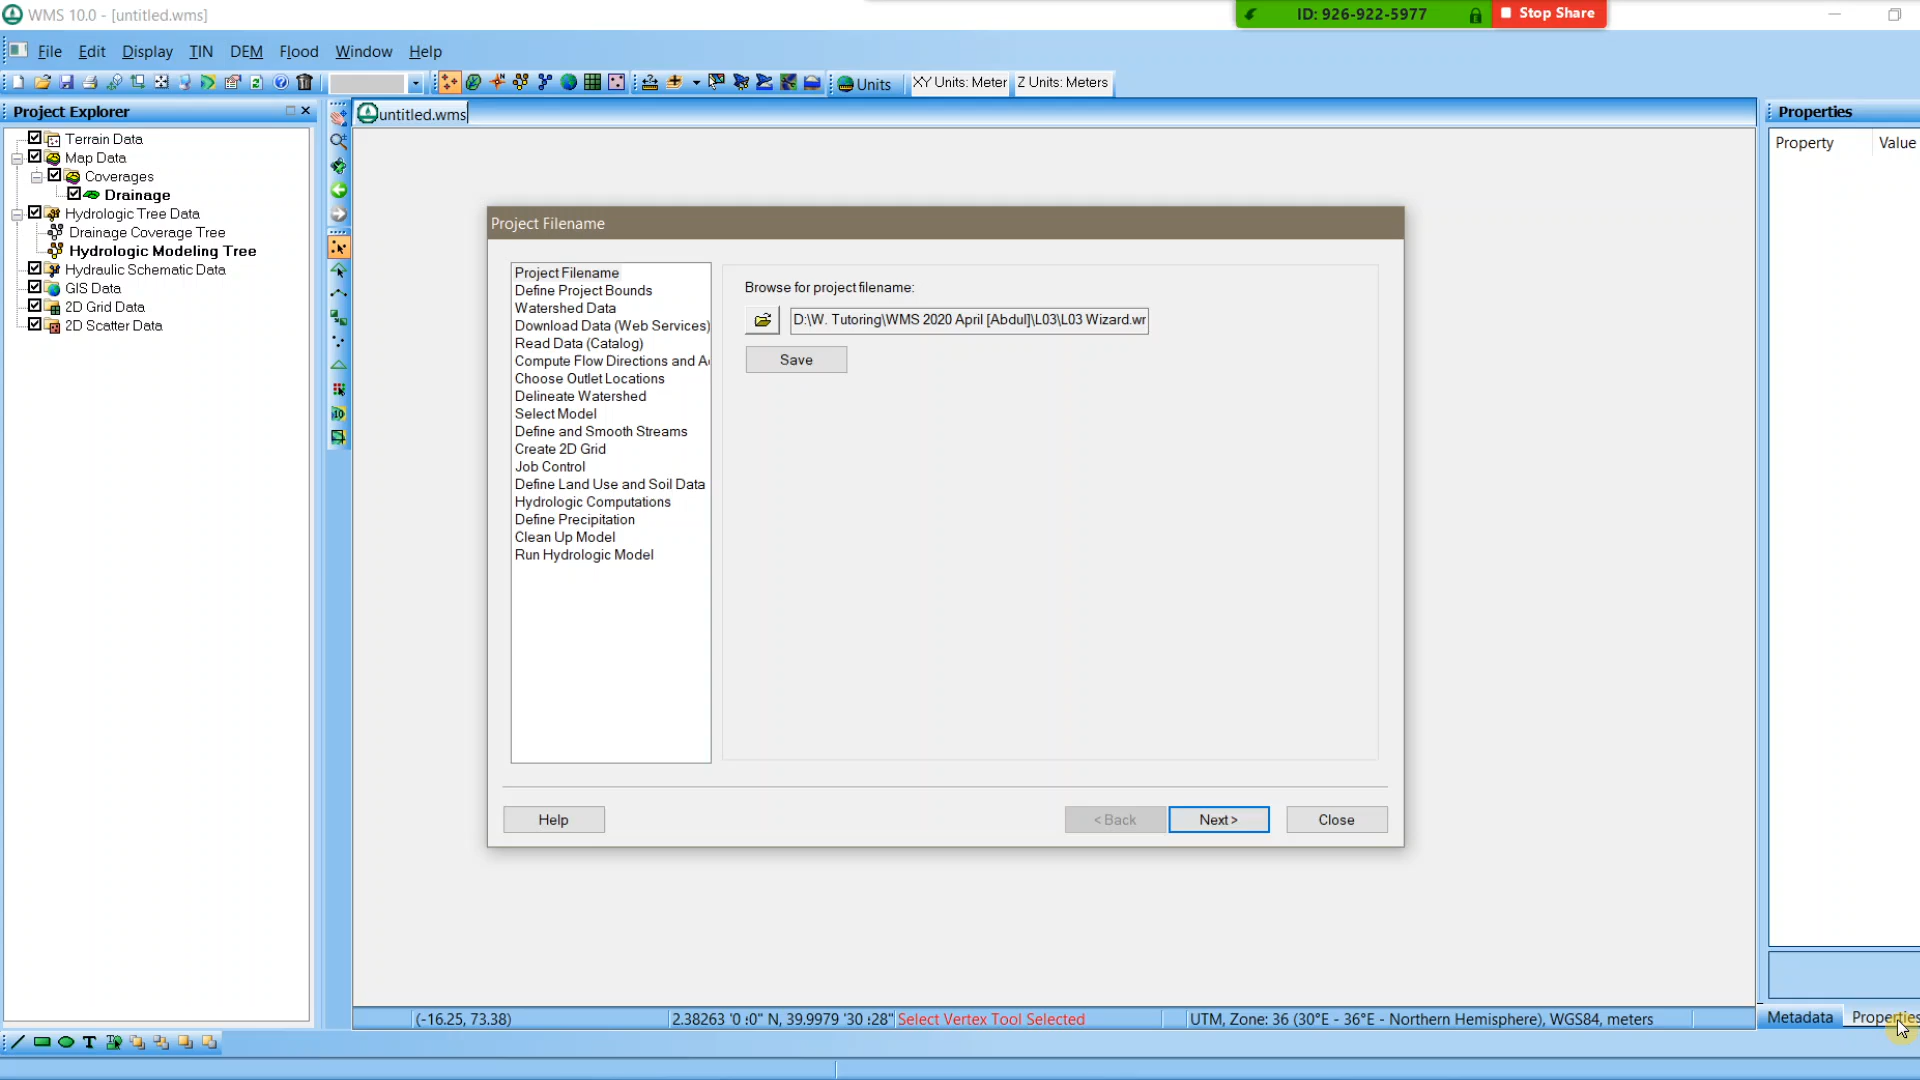 WMS 10.0 - [untitled.wms]
ID: 926-922-5977
Stop Share
File Edit Display TIN DEM Flood Window Help
Units
XY Units: Meter
Z Units: Meters
Project Explorer
untitled.wms
Properties
Property Value
Terrain Data
Map Data
Coverages
Drainage
Hydrologic Tree Data
Drainage Coverage Tree
Hydrologic Modeling Tree
Hydraulic Schematic Data
GIS Data
2D Grid Data
2D Scatter Data
Project Filename
Project Filename
Define Project Bounds
Watershed Data
Download Data (Web Services)
Read Data (Catalog)
Compute Flow Directions and A
Choose Outlet Locations
Delineate Watershed
Select Model
Define and Smooth Streams
Create 2D Grid
Job Control
Define Land Use and Soil Data
Hydrologic Computations
Define Precipitation
Clean Up Model
Run Hydrologic Model
Browse for project filename:
D:\W. Tutoring\WMS 2020 April [Abdul]\L03\L03 Wizard.wr
Save
Help
< Back
Next >
Close
(-16.25, 73.38)
2.38263 '0 :0" N, 39.9979 '30 :28"
Select Vertex Tool Selected
UTM, Zone: 36 (30°E - 36°E - Northern Hemisphere), WGS84, meters
Metadata
Properties